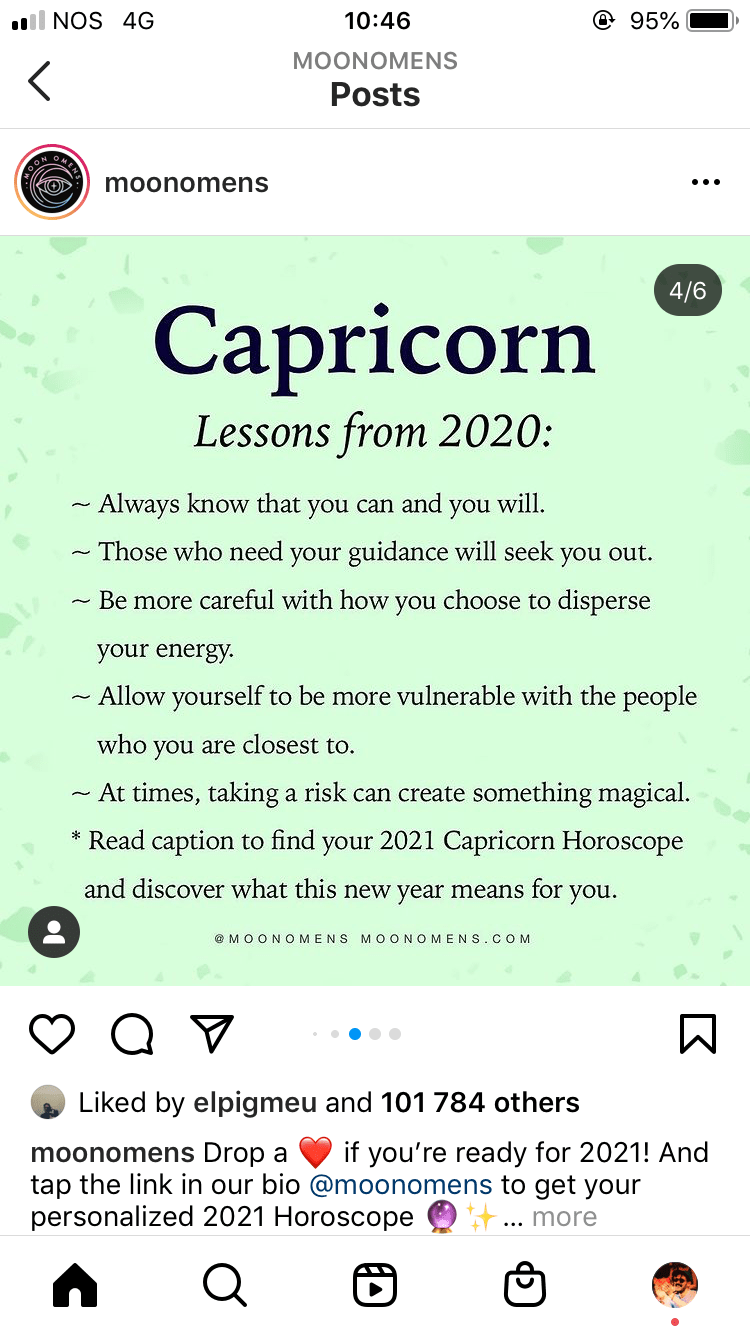 NOS 4G 10:46 95%
MOONOMENS
Posts
MOON OMENS
moonomens
4/6
Capricorn
Lessons from 2020:
~ Always know that you can and you will.
~ Those who need your guidance will seek you out.
~ Be more careful with how you choose to disperse
your energy.
~ Allow yourself to be more vulnerable with the people
who you are closest to.
~ At times, taking a risk can create something magical.
* Read caption to find your 2021 Capricorn Horoscope
and discover what this new year means for you.
@MOONOMENS MOONOMENS.COM
Liked by elpigmeu and 101 784 others
moonomens Drop a ❤️ if you’re ready for 2021! And
tap the link in our bio @moonomens to get your
personalized 2021 Horoscope 🔮✨... more